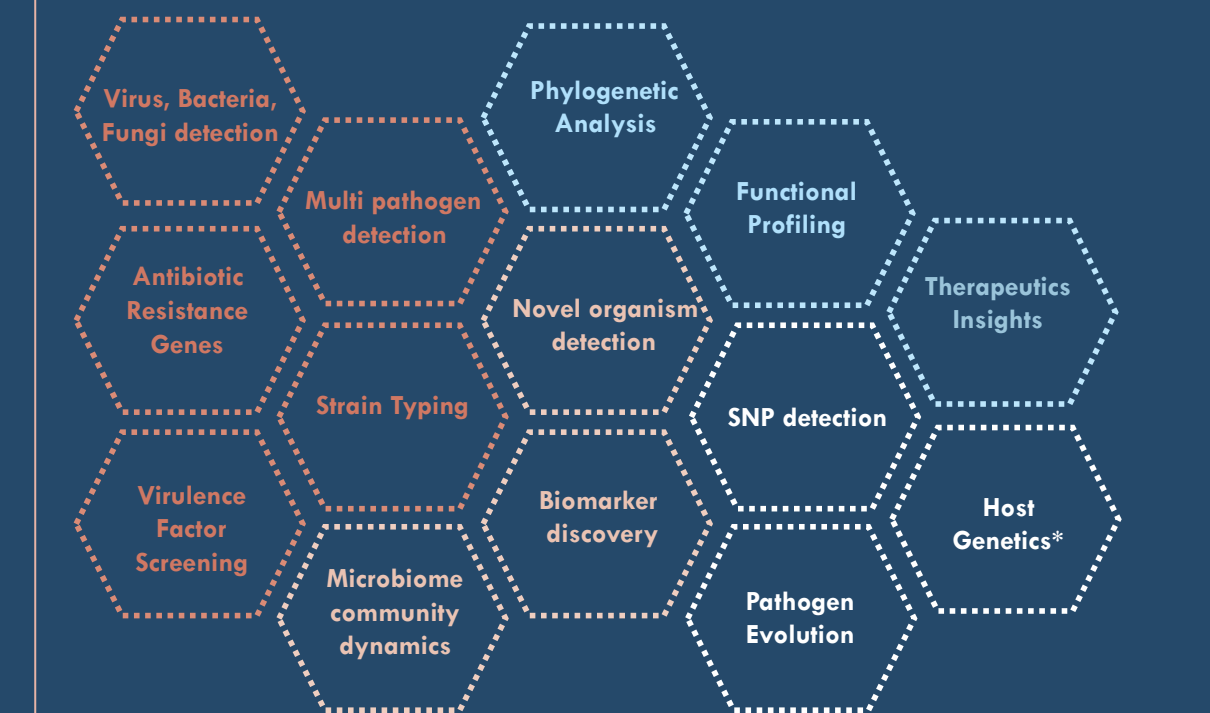 Virus, Bacteria,
Fungi detection
Multi pathogen
detection
Antibiotic
Resistance
Genes
Strain Typing
Virulence
Factor
Screening
Microbiome
community
dynamics
Phylogenetic
Analysis
Novel organism
detection
Biomarker
discovery
Functional
Profiling
SNP detection
Pathogen
Evolution
Therapeutics
Insights
Host
Genetics*